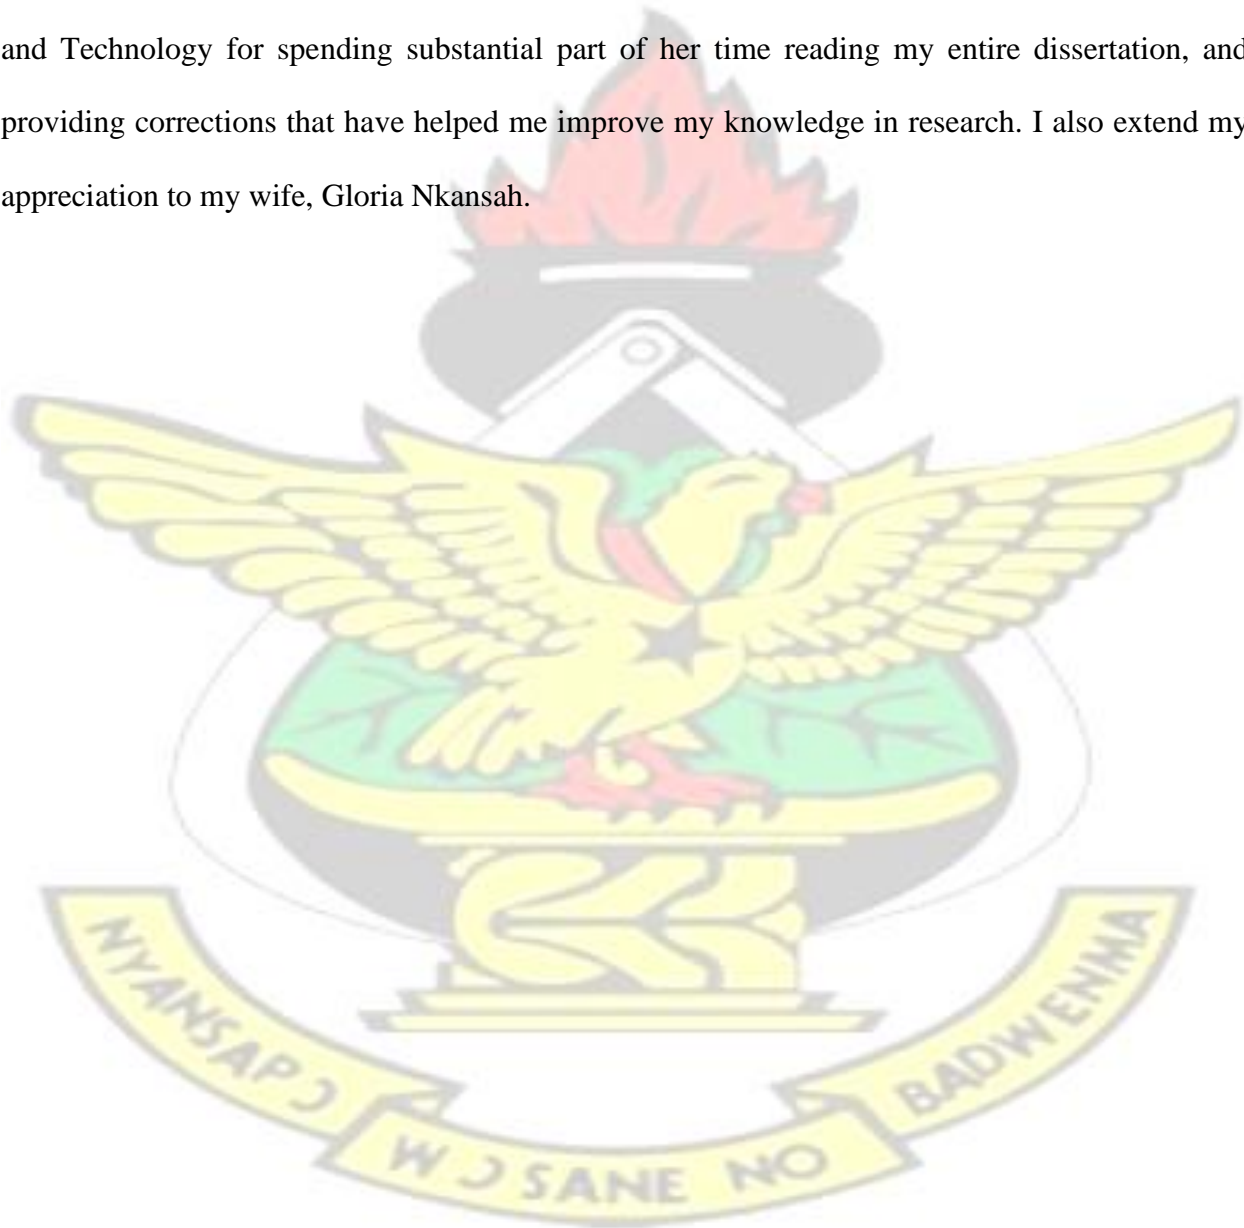 and Technology for spending substantial part of her time reading my entire dissertation, and
providing corrections that have helped me improve my knowledge in research. I also extend my
appreciation to my wife, Gloria Nkansah.
NYANSAPƆ
WƆSANE NO
BADWENMA